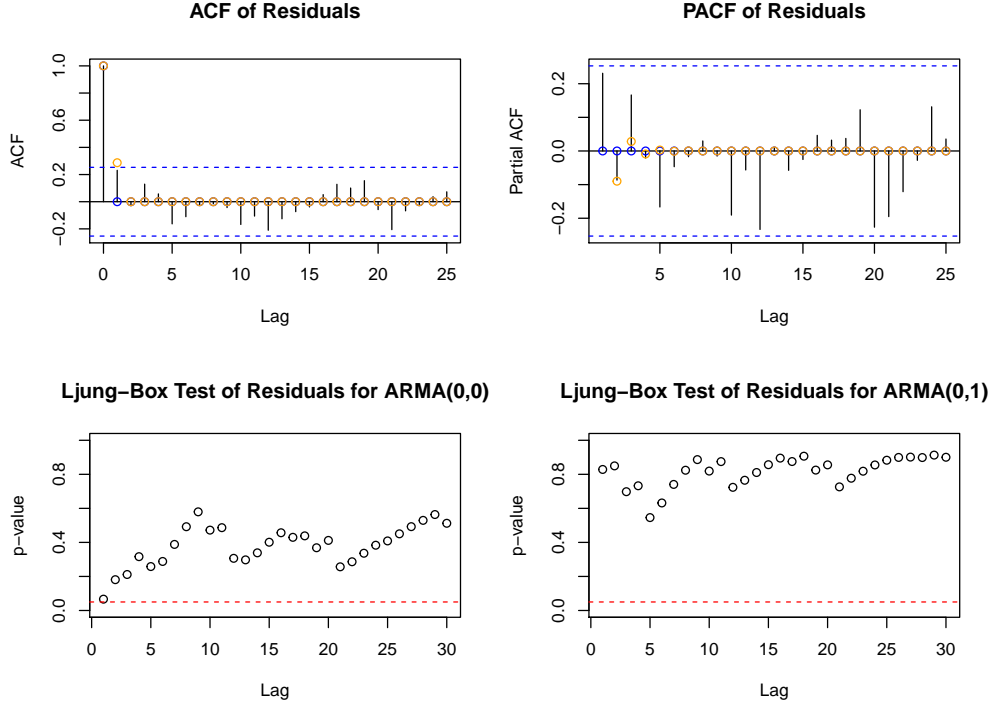 ACF of Residuals
ACF
−0.2 0.2 0.6 1.0
0 5 10 15 20 25
Lag
PACF of Residuals
Partial ACF
−0.2 0.0 0.2
5 10 15 20 25
Lag
Ljung−Box Test of Residuals for ARMA(0,0)
p−value
0.0 0.4 0.8
0 5 10 15 20 25 30
Lag
Ljung−Box Test of Residuals for ARMA(0,1)
p−value
0.0 0.4 0.8
0 5 10 15 20 25 30
Lag